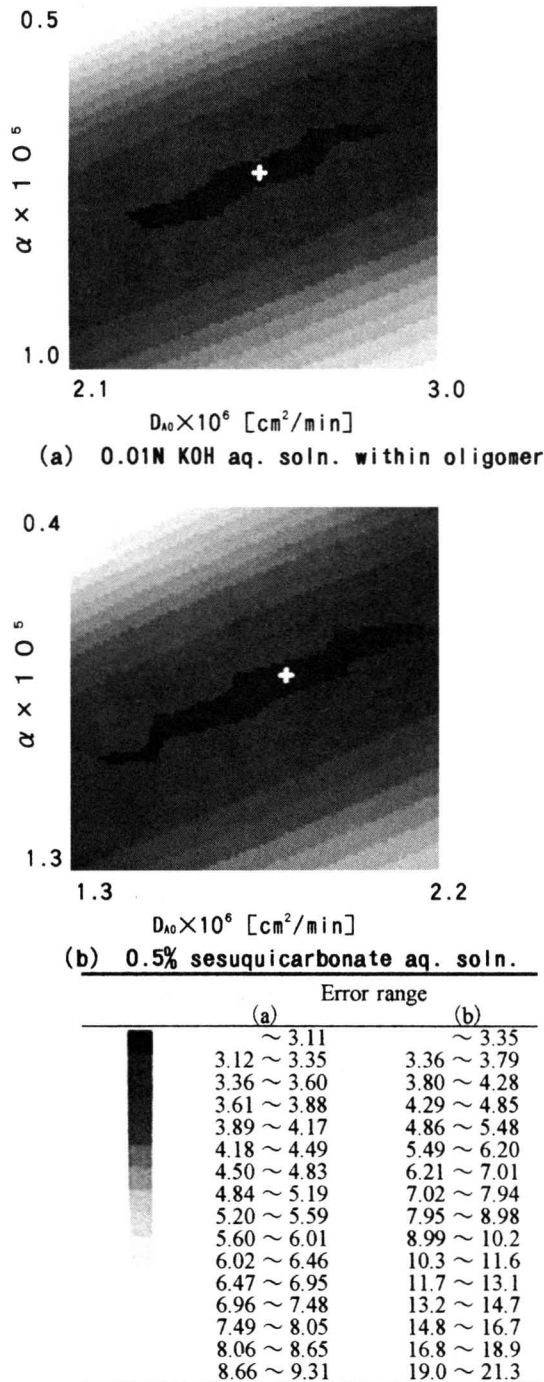 0.5
α × 10⁵
1.0
2.1 3.0
D_A0×10⁶ [cm²/min]
(a) 0.01N KOH aq. soln. within oligomer
0.4
α × 10⁵
1.3
1.3 2.2
D_A0×10⁶ [cm²/min]
(b) 0.5% sesuquicarbonate aq. soln.
Error range
(a) (b)
～ 3.11 ～ 3.35
3.12 ～ 3.35 3.36 ～ 3.79
3.36 ～ 3.60 3.80 ～ 4.28
3.61 ～ 3.88 4.29 ～ 4.85
3.89 ～ 4.17 4.86 ～ 5.48
4.18 ～ 4.49 5.49 ～ 6.20
4.50 ～ 4.83 6.21 ～ 7.01
4.84 ～ 5.19 7.02 ～ 7.94
5.20 ～ 5.59 7.95 ～ 8.98
5.60 ～ 6.01 8.99 ～ 10.2
6.02 ～ 6.46 10.3 ～ 11.6
6.47 ～ 6.95 11.7 ～ 13.1
6.96 ～ 7.48 13.2 ～ 14.7
7.49 ～ 8.05 14.8 ～ 16.7
8.06 ～ 8.65 16.8 ～ 18.9
8.66 ～ 9.31 19.0 ～ 21.3